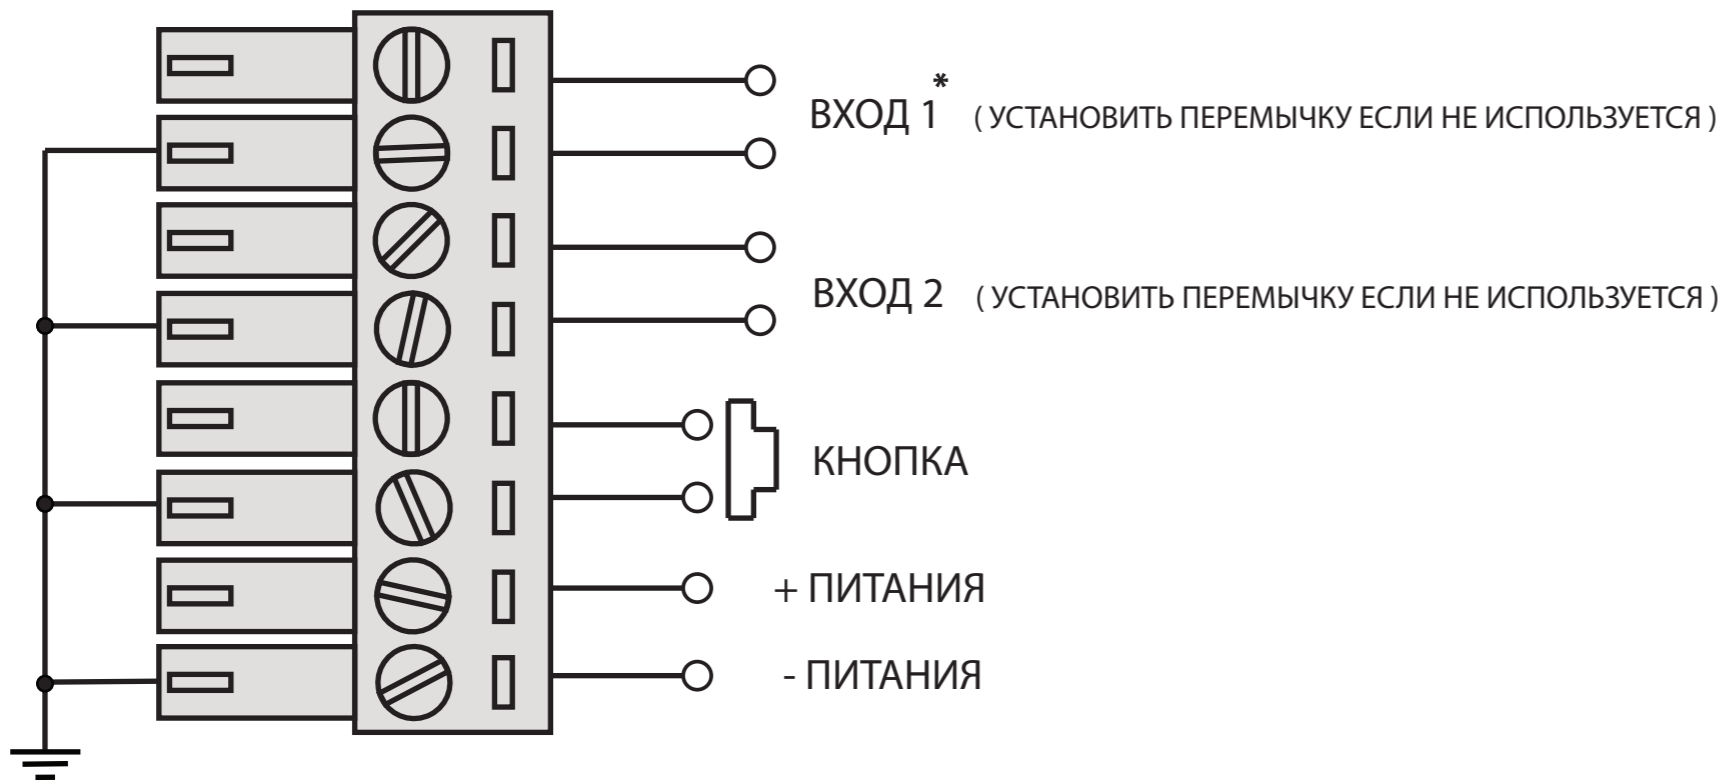 ВХОД 1* ( УСТАНОВИТЬ ПЕРЕМЫЧКУ ЕСЛИ НЕ ИСПОЛЬЗУЕТСЯ )
ВХОД 2 ( УСТАНОВИТЬ ПЕРЕМЫЧКУ ЕСЛИ НЕ ИСПОЛЬЗУЕТСЯ )
КНОПКА
+ ПИТАНИЯ
- ПИТАНИЯ